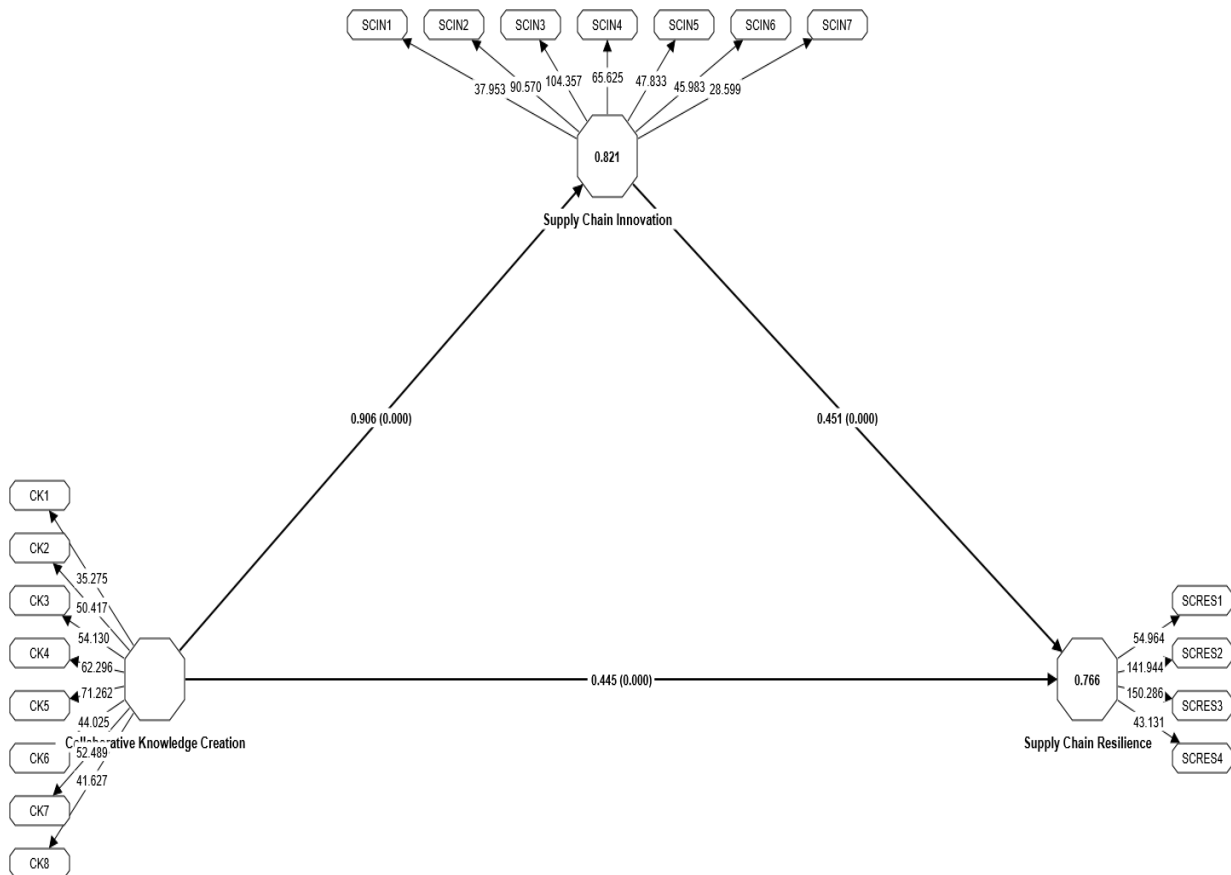 SCIN1 SCIN2 SCIN3 SCIN4 SCIN5 SCIN6 SCIN7
37.953 90.570 104.357 65.625 47.833 45.983 28.599
0.821
Supply Chain Innovation
0.906 (0.000)
0.451 (0.000)
CK1
CK2
CK3
CK4
CK5
CK6
CK7
CK8
35.275
50.417
54.130
62.296
71.262
44.025
52.489
41.627
Collaborative Knowledge Creation
0.445 (0.000)
0.766
Supply Chain Resilience
54.964
141.944
150.286
43.131
SCRES1
SCRES2
SCRES3
SCRES4